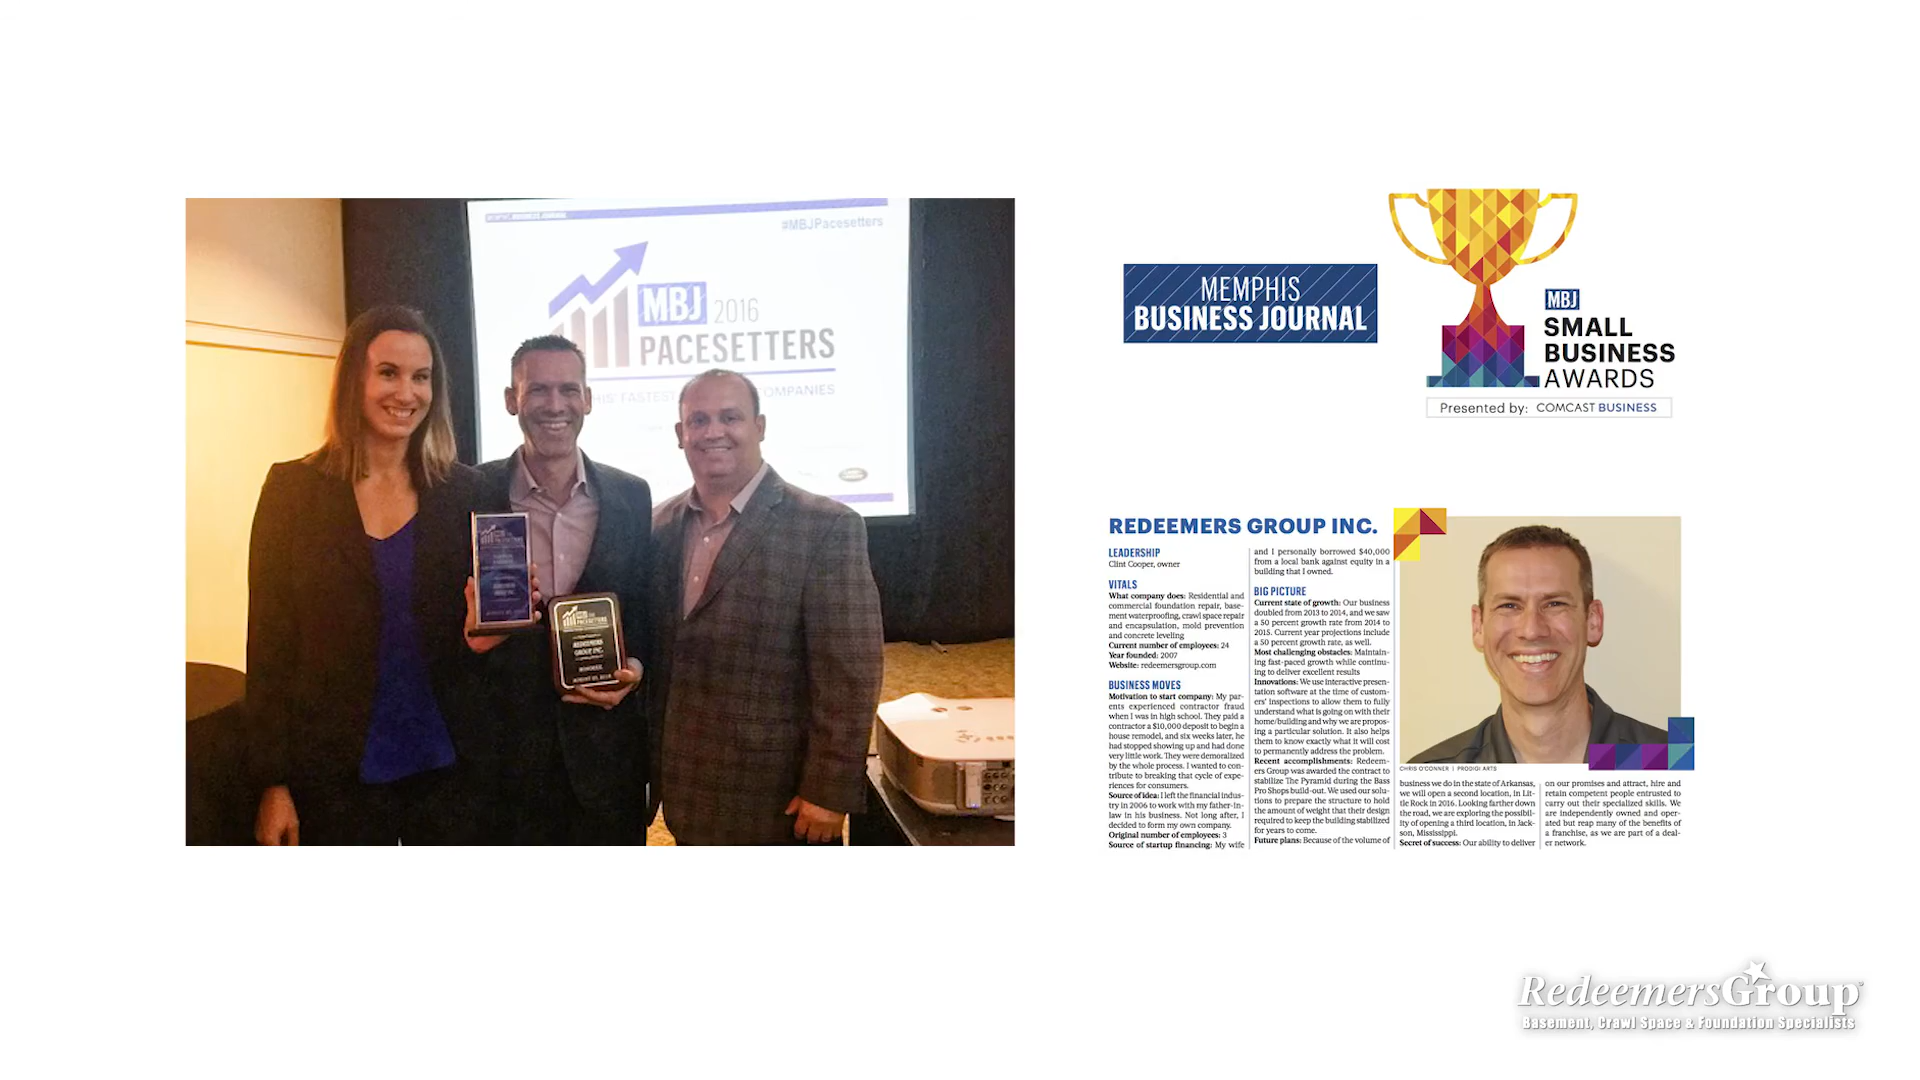 MEMPHIS BUSINESS JOURNAL
#MBJPacesetters
MBJ 2016
PACESETTERS
FASTEST COMPANIES
PACESETTERS
REDEEMERS
GROUP INC.
MEMPHIS
BUSINESS JOURNAL
MBJ
SMALL
BUSINESS
AWARDS
Presented by: COMCAST BUSINESS
REDEEMERS GROUP INC.
LEADERSHIP
Clint Cooper, owner
VITALS
What company does: Residential and
commercial foundation repair, base-
ment waterproofing, crawl space repair
and encapsulation, mold prevention
and concrete leveling
Current number of employees: 24
Year founded: 2007
Website: redeemersgroup.com
BUSINESS MOVES
Motivation to start company: My par-
ents experienced contractor fraud
when I was in high school. They paid a
contractor a $10,000 deposit to begin a
house remodel, and six weeks later, he
had stopped showing up and had done
very little work. They were demoralized
by the whole process. I wanted to con-
tribute to breaking that cycle of expe-
riences for consumers.
Source of idea: I left the financial indus-
try in 2006 to work with my father-in-
law in his business. Not long after, I
decided to form my own company.
Original number of employees: 3
Source of startup financing: My wife
and I personally borrowed $40,000
from a local bank against equity in a
building that I owned.
BIG PICTURE
Current state of growth: Our business
doubled from 2013 to 2014, and we saw
a 50 percent growth rate from 2014 to
2015. Current year projections include
a 50 percent growth rate, as well.
Most challenging obstacles: Maintain-
ing fast-paced growth while continu-
ing to deliver excellent results
Innovations: We use interactive presen-
tation software at the time of custom-
ers' inspections to allow them to fully
understand what is going on with their
home/building and why we are propos-
ing a particular solution. It also helps
them to know exactly what it will cost
to permanently address the problem.
Recent accomplishments: Redeem-
ers Group was awarded the contract to
stabilize The Pyramid during the Bass
Pro Shops build-out. We used our solu-
tions to prepare the structure to hold
the amount of weight that their design
required to keep the building stabilized
for years to come.
Future plans: Because of the volume of
CHRIS O'CONNER | PRODIGI ARTS
business we do in the state of Arkansas,
we will open a second location, in Lit-
tle Rock in 2016. Looking farther down
the road, we are exploring the possibil-
ity of opening a third location, in Jack-
son, Mississippi.
Secret of success: Our ability to deliver
on our promises and attract, hire and
retain competent people entrusted to
carry out their specialized skills. We
are independently owned and oper-
ated but reap many of the benefits of
a franchise, as we are part of a deal-
er network.
RedeemersGroup
Basement, Crawl Space & Foundation Specialists